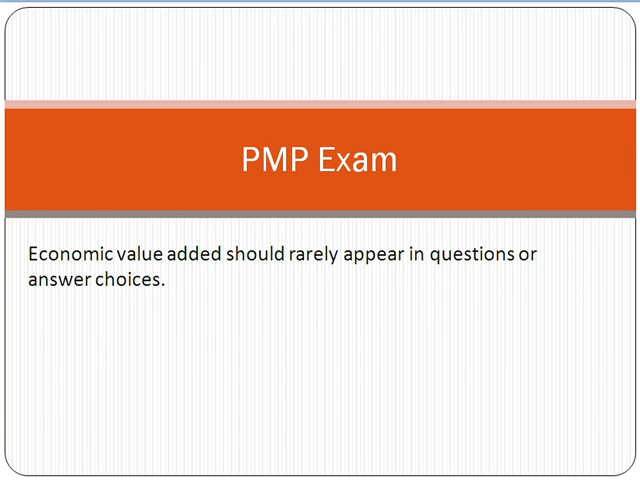 PMP Exam
Economic value added should rarely appear in questions or
answer choices.